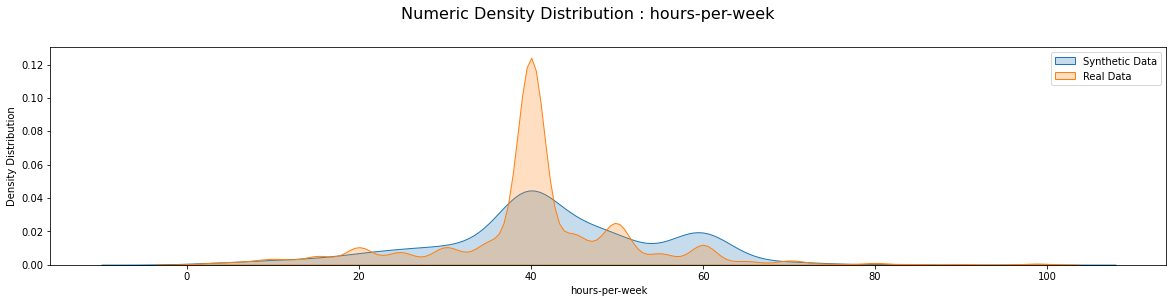 Numeric Density Distribution : hours-per-week
Synthetic Data
Real Data
Density Distribution
0.12
0.10
0.08
0.06
0.04
0.02
0.00
0
20
40
60
80
100
hours-per-week